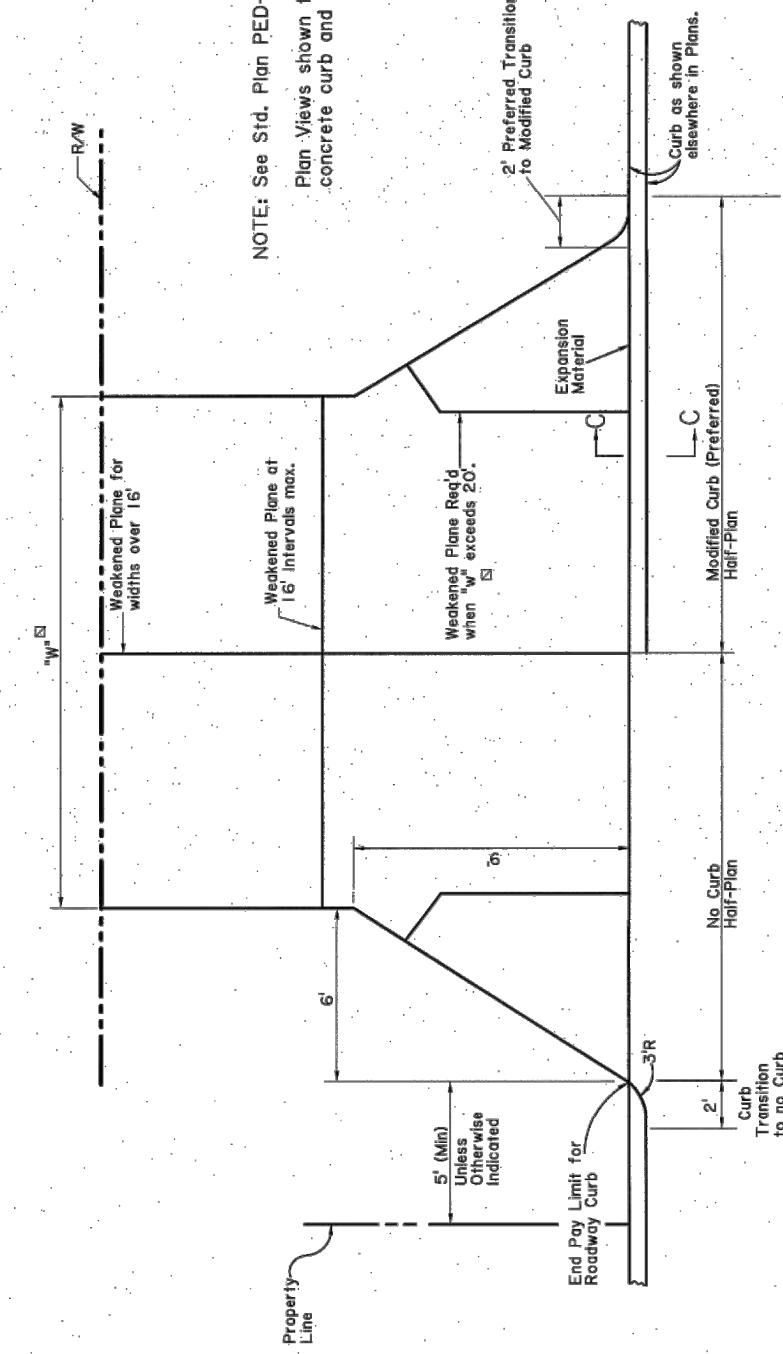 R/W
"W"
NOTE: See Std. Plan PED-
Plan Views shown
concrete curb and
Weakened Plane for
widths over 16'
Weakened Plane at
16' intervals max.
2' Preferred Transition
to Modified Curb
6'
6'
Weakened Plane Req'd
when "w" exceeds 20'.
Expansion
Material
C
C
Curb as shown
elsewhere in Plans.
Property
Line
5' (Min)
Unless
Otherwise
Indicated
End Pay Limit for
Roadway Curb
3'R
2'
Curb
Transition
to no Curb
No Curb
Half-Plan
Modified Curb (Preferred)
Half-Plan